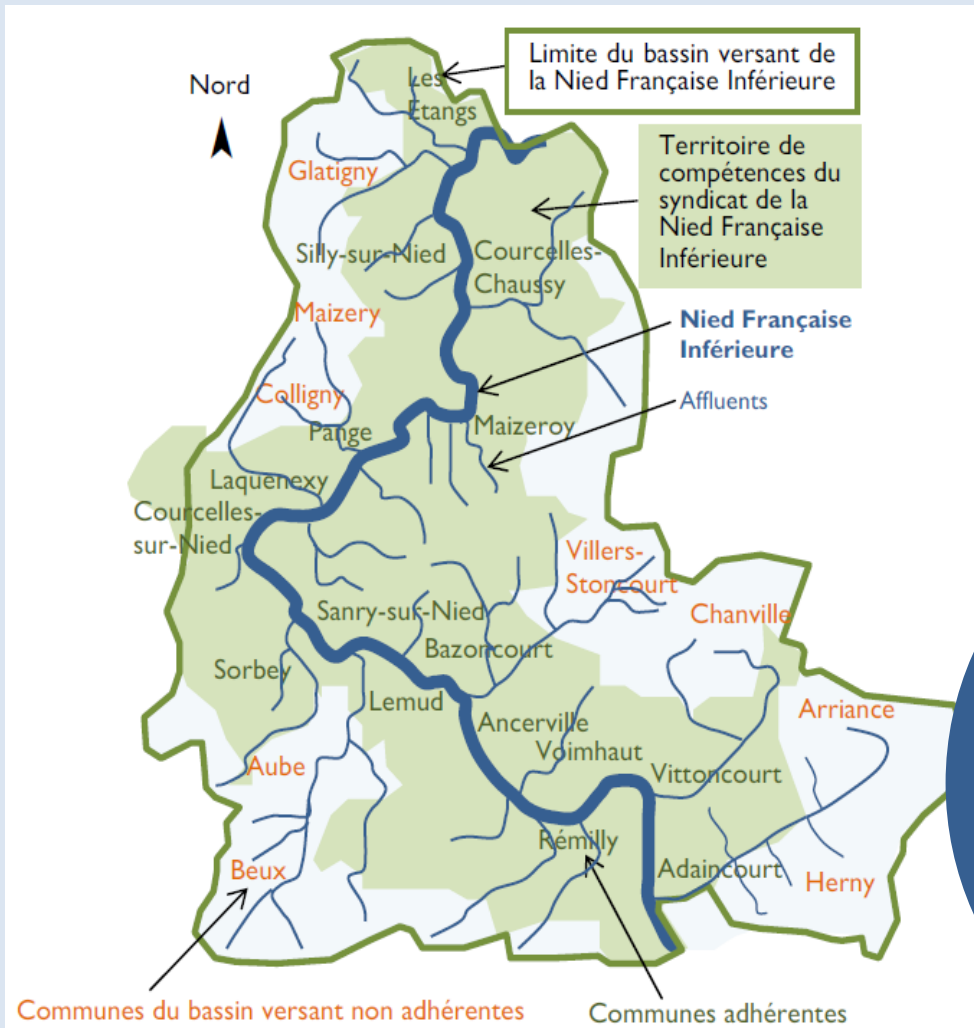 Limite du bassin versant de
la Nied Française Inférieure
Nord
Les
Etangs
Territoire de
compétences du
syndicat de la
Nied Française
Inférieure
Glatigny
Silly-sur-Nied
Courcelles-
Chaussy
Maizery
Nied Française
Inférieure
Colligny
Affluents
Pange
Maizeroy
Laquenexy
Courcelles-
sur-Nied
Villers-
Stoncourt
Sanry-sur-Nied
Chanville
Bazoncourt
Sorbey
Lemud
Arriance
Ancerville
Voimhaut
Aube
Vittoncourt
Rémilly
Beux
Adaincourt
Herny
Communes du bassin versant non adhérentes
Communes adhérentes